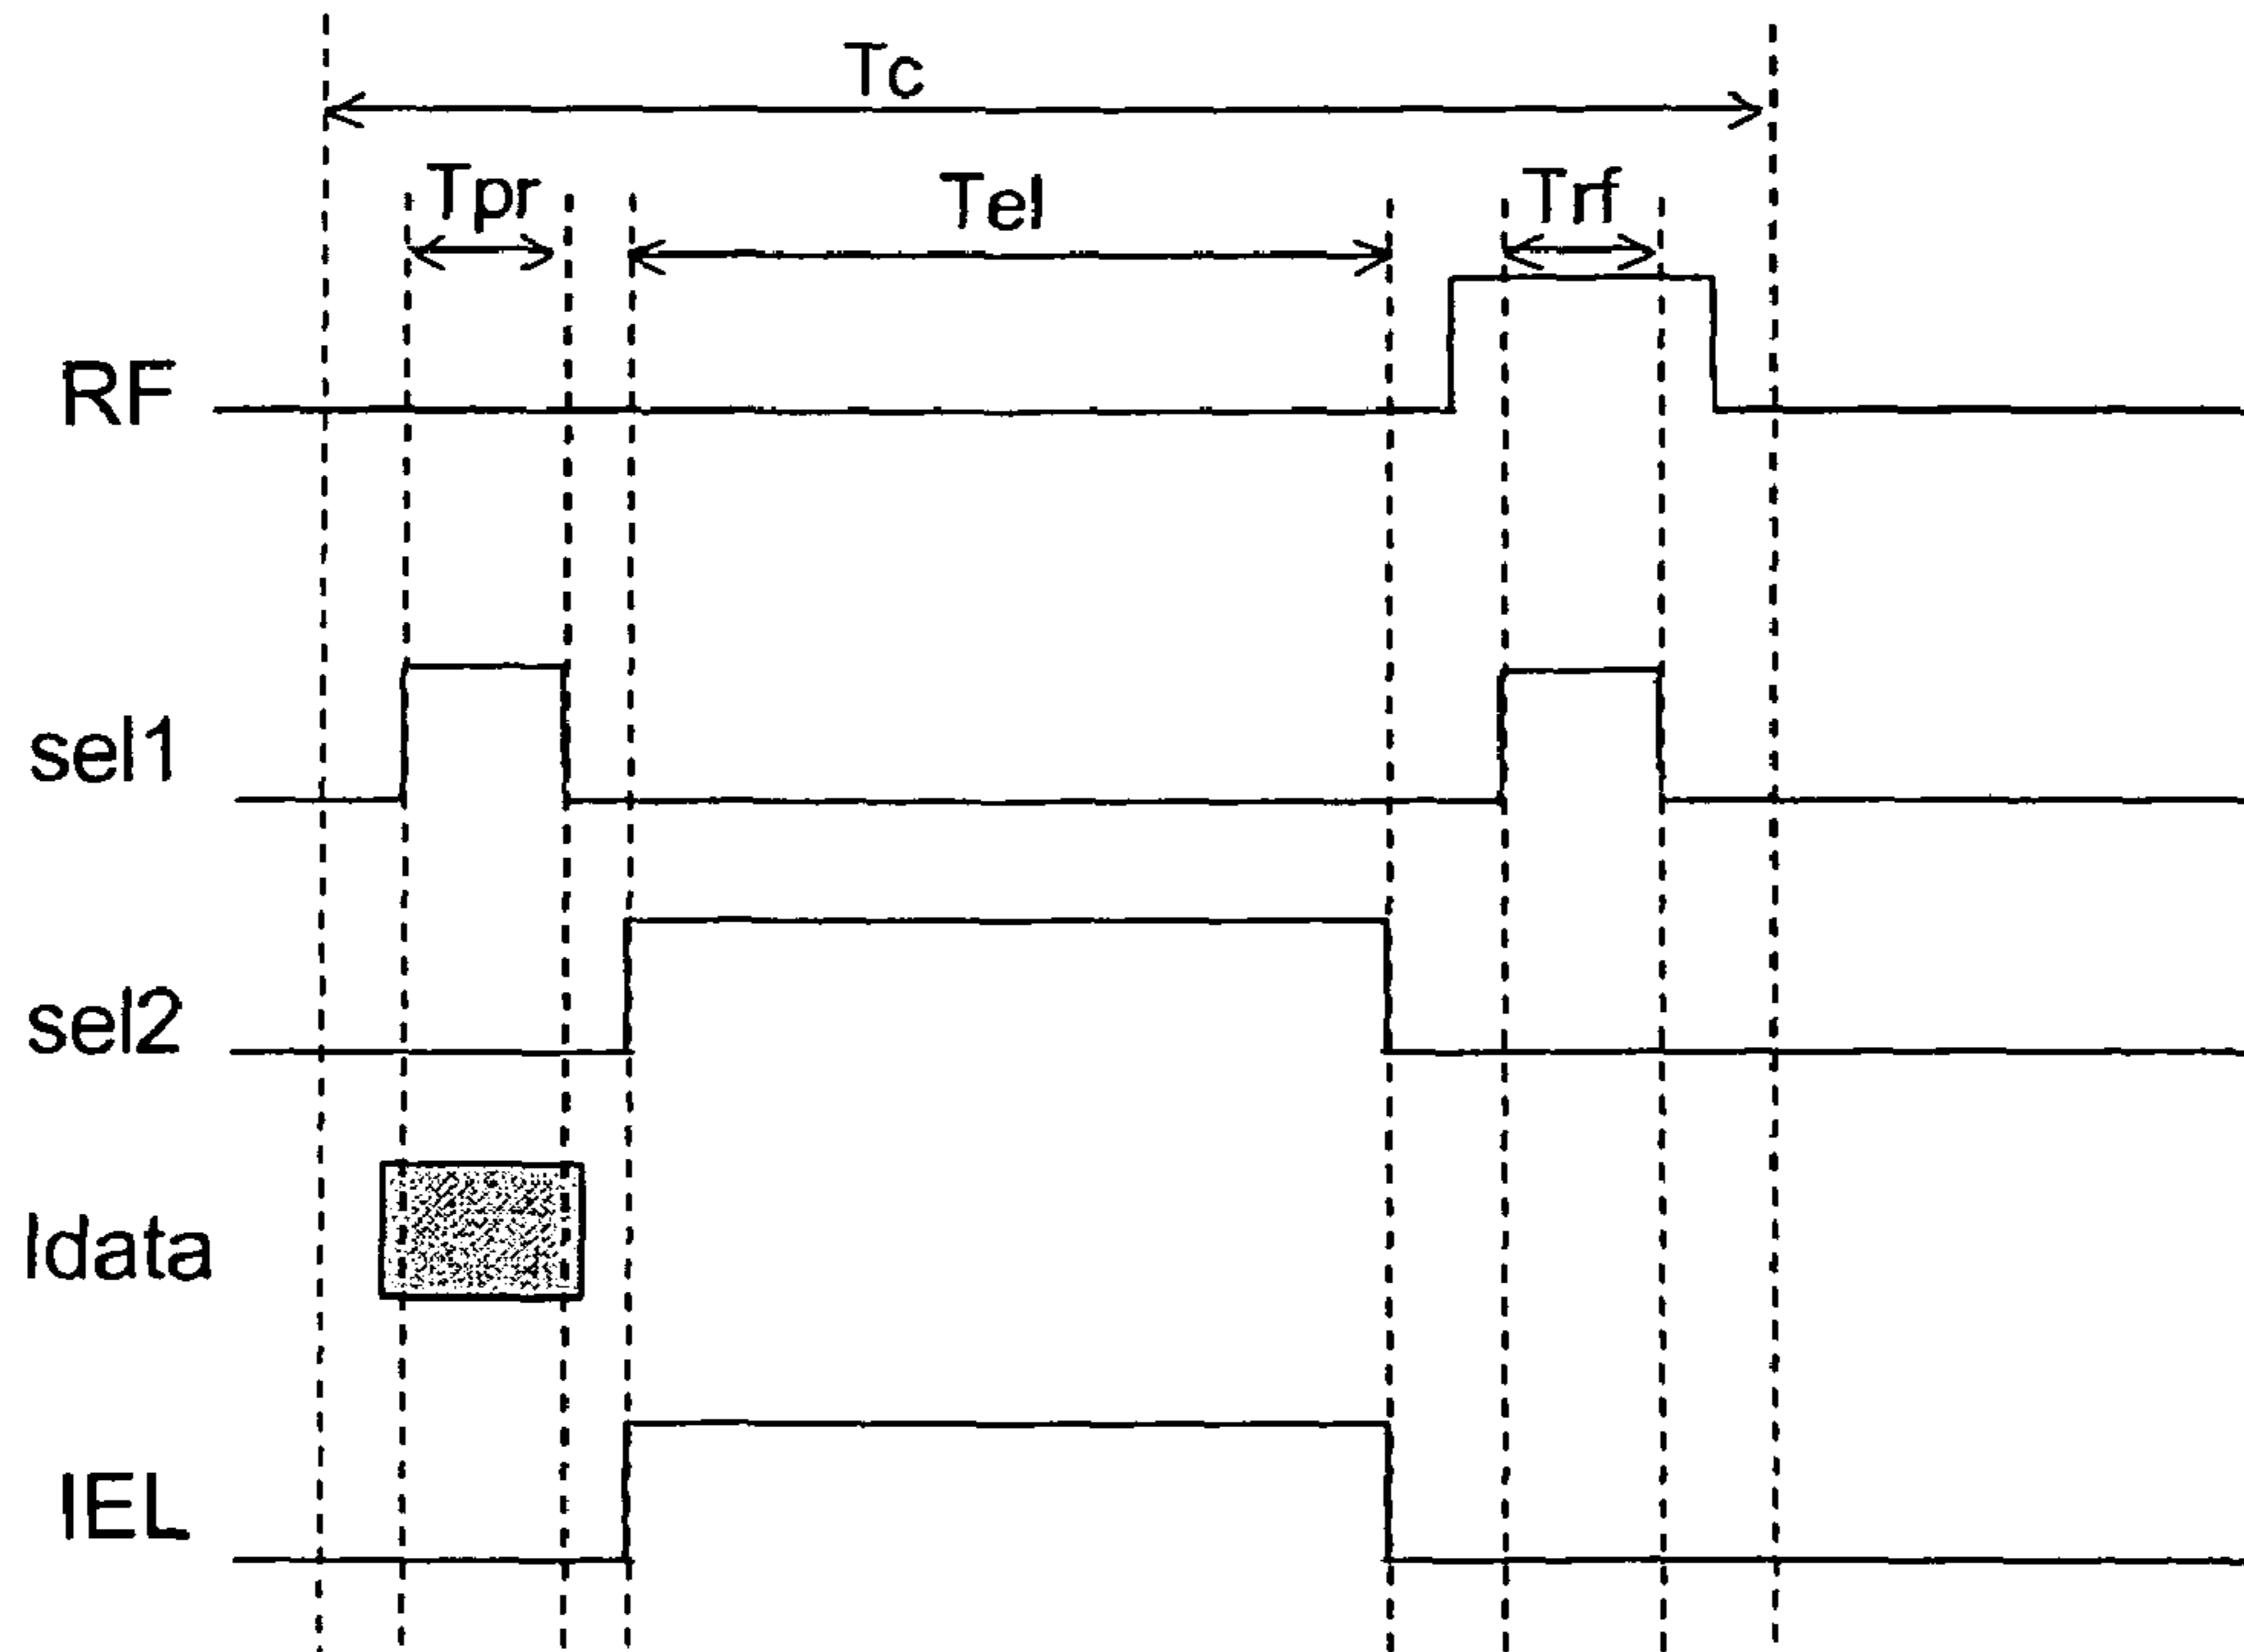 Tc
Tpr
Tel
Trf
RF
sel1
sel2
Idata
IEL